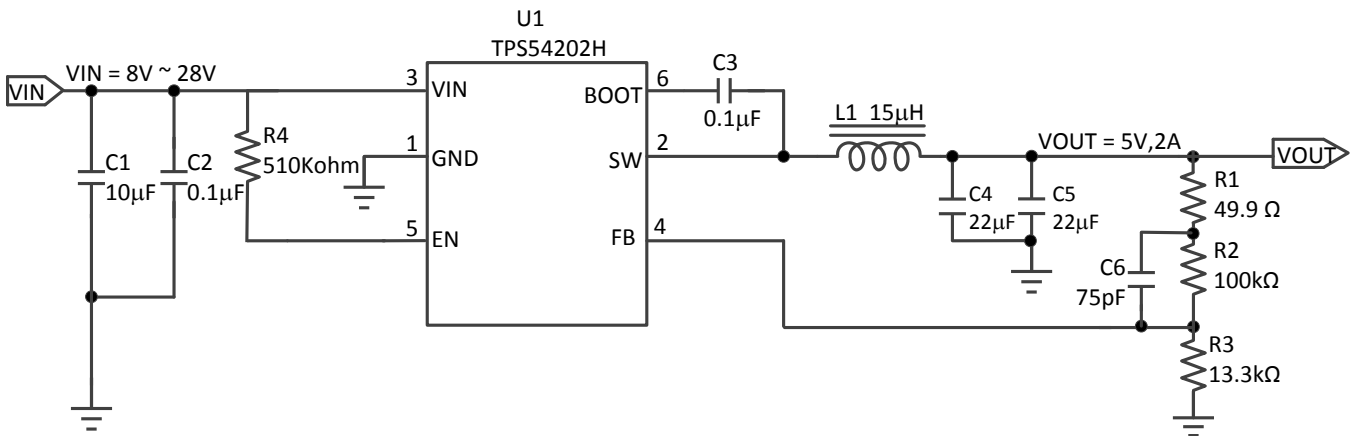 U1
TPS54202H
VIN
VIN = 8V ~ 28V
C1
10μF
C2
0.1μF
R4
510Kohm
3
VIN
1
GND
5
EN
BOOT
6
SW
2
FB
4
C3
0.1μF
L1 15μH
VOUT = 5V,2A
VOUT
C4
22μF
C5
22μF
R1
49.9 Ω
C6
75pF
R2
100kΩ
R3
13.3kΩ